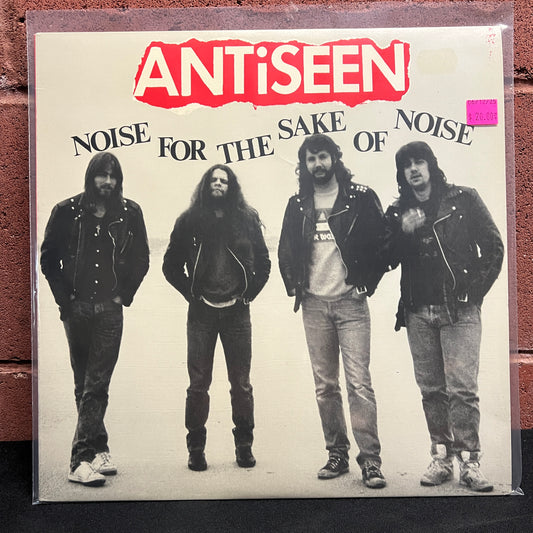 ANTiSEEN
NOISE FOR THE SAKE OF NOISE
$20.00